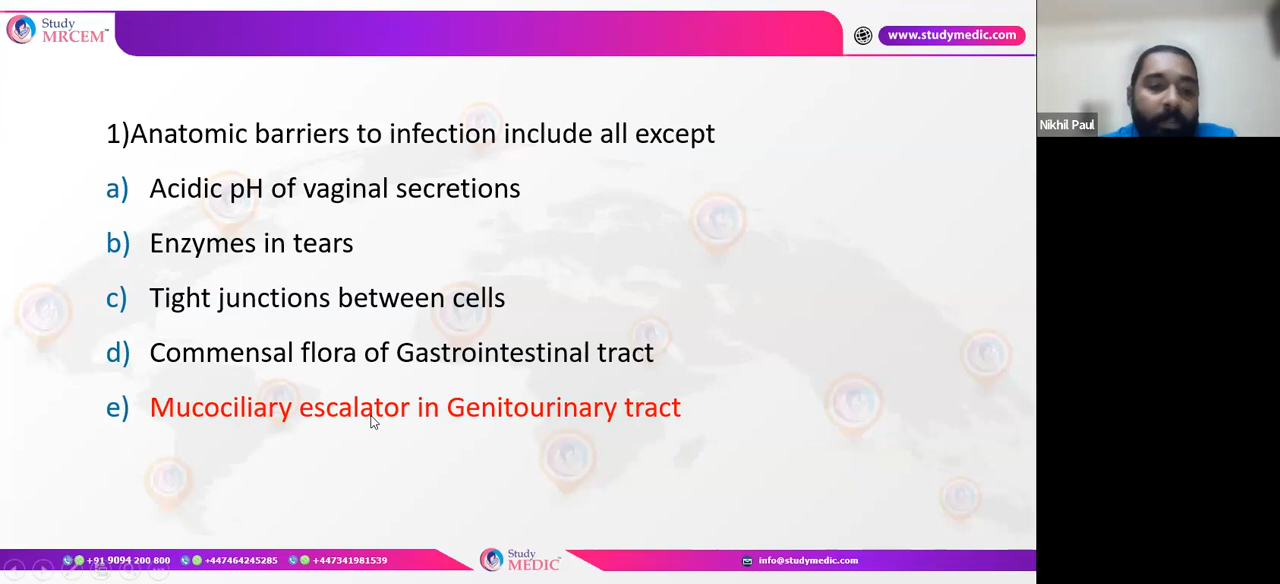 Study
MRCEM™
www.studymedic.com
Nikhil Paul
1)Anatomic barriers to infection include all except
a) Acidic pH of vaginal secretions
b) Enzymes in tears
c) Tight junctions between cells
d) Commensal flora of Gastrointestinal tract
e) Mucociliary escalator in Genitourinary tract
+91 9094 200 800
+447464245285
+447341981539
Study
MEDIC
info@studymedic.com